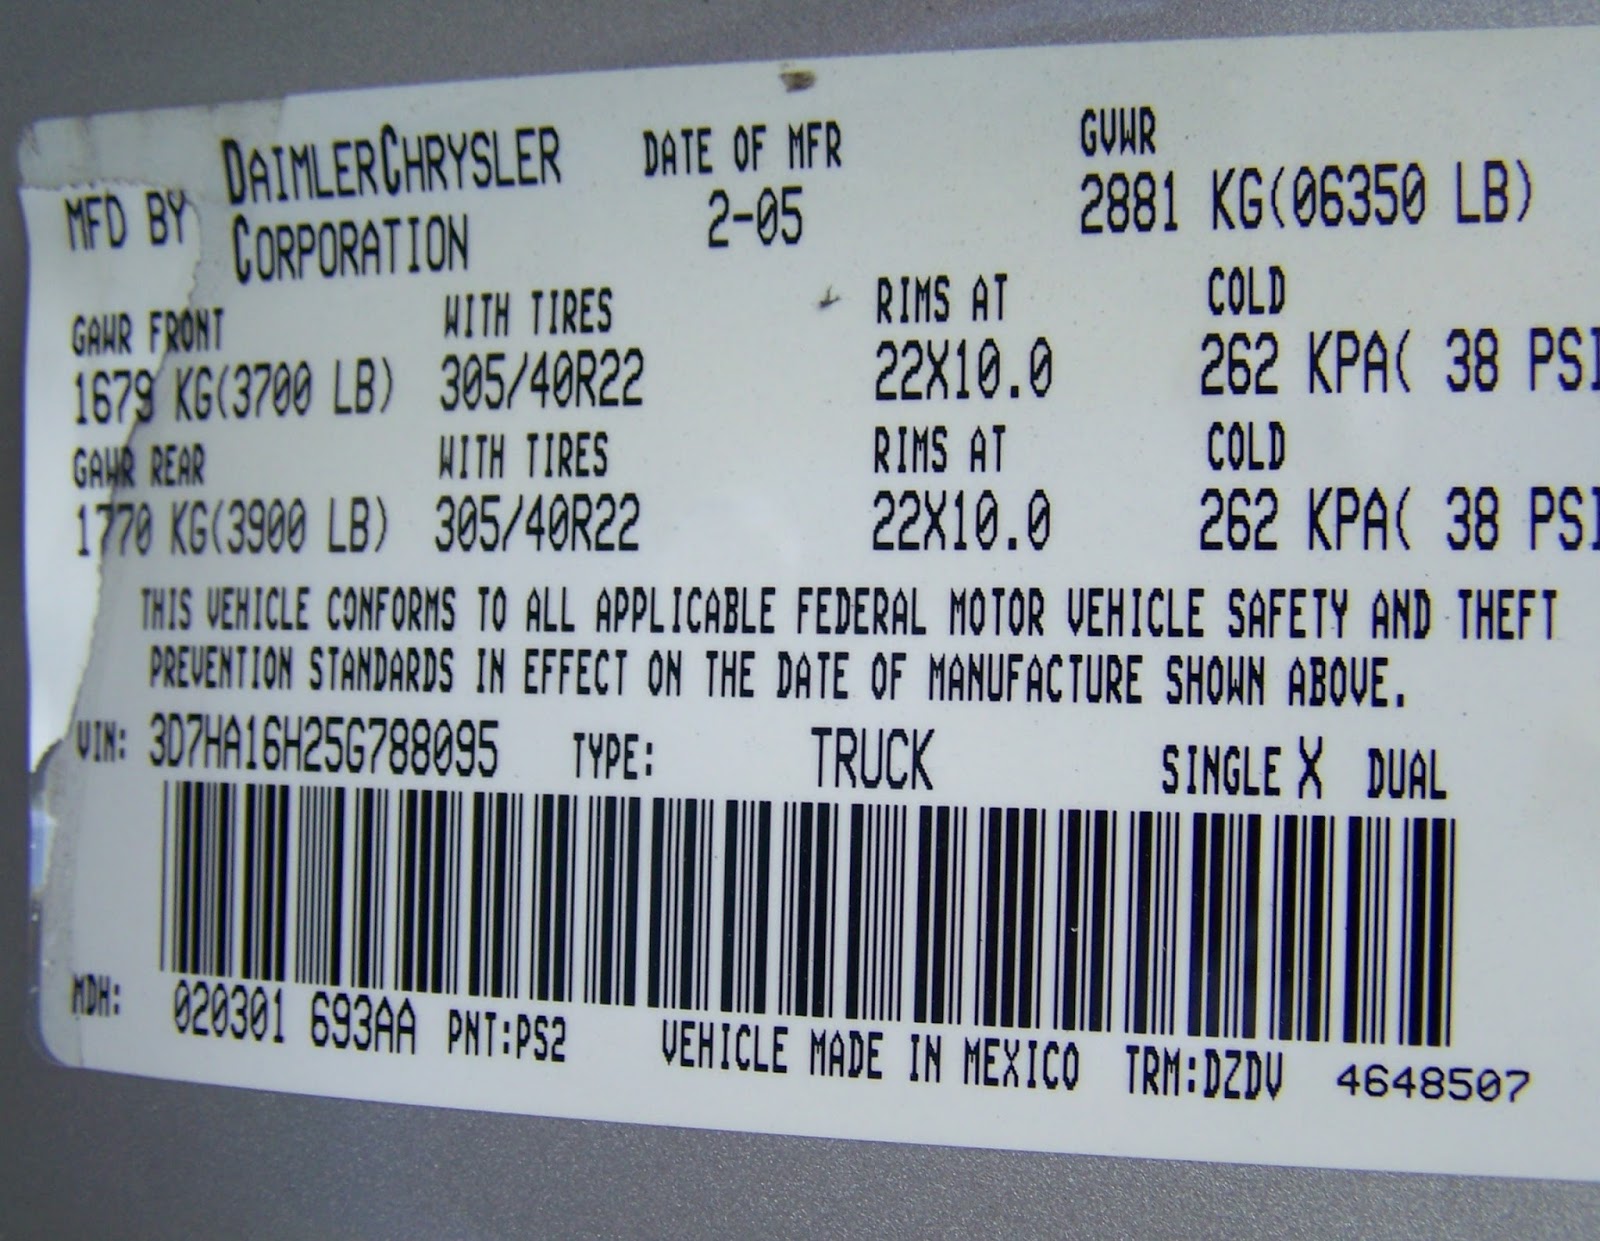 MFD BY DAIMLERCHRYSLER CORPORATION DATE OF MFR 2-05 GVWR 2881 KG(06350 LB)
GAWR FRONT WITH TIRES RIMS AT COLD
1679 KG(3700 LB) 305/40R22 22X10.0 262 KPA( 38 PSI
GAWR REAR WITH TIRES RIMS AT COLD
1770 KG(3900 LB) 305/40R22 22X10.0 262 KPA( 38 PSI
THIS VEHICLE CONFORMS TO ALL APPLICABLE FEDERAL MOTOR VEHICLE SAFETY AND THEFT
PREVENTION STANDARDS IN EFFECT ON THE DATE OF MANUFACTURE SHOWN ABOVE.
VIN: 3D7HA16H25G788095 TYPE: TRUCK SINGLE X DUAL
MDH: 020301 693AA PNT:PS2 VEHICLE MADE IN MEXICO TRM:DZDV 4648507